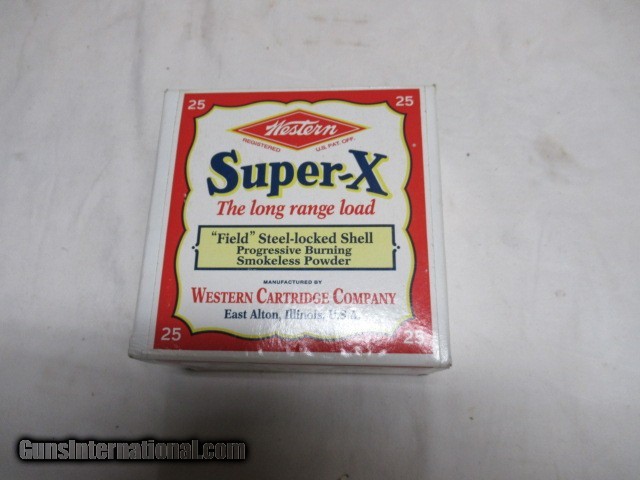 25 25
Western
REGISTERED U.S. PAT. OFF.
Super-X
The long range load
"Field" Steel-locked Shell
Progressive Burning
Smokeless Powder
MANUFACTURED BY
WESTERN CARTRIDGE COMPANY
East Alton, Illinois, U.S.A.
25 25
GunsInternational.com